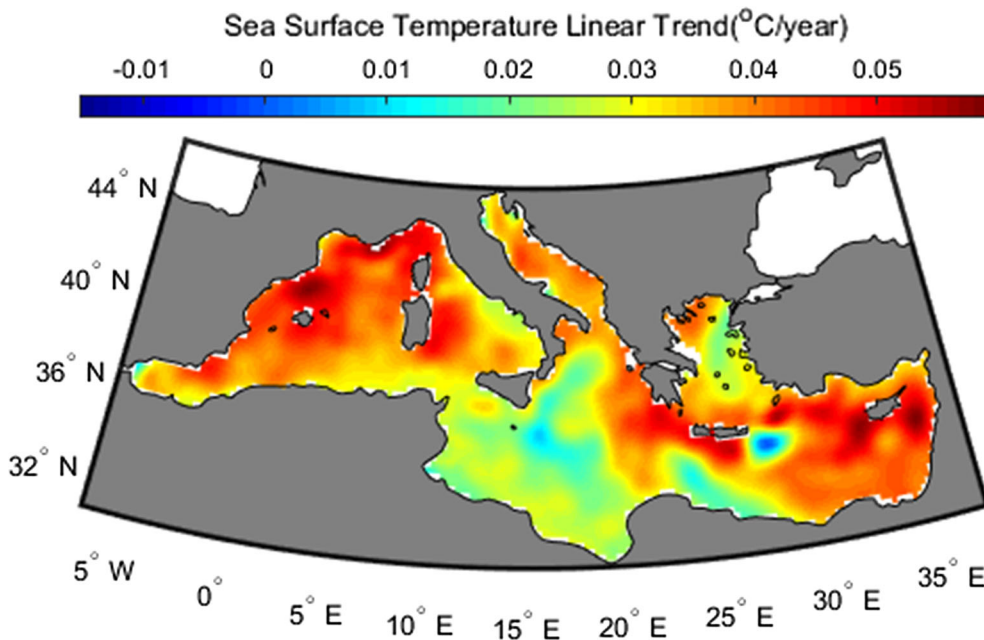 Sea Surface Temperature Linear Trend(°C/year)
-0.01 0 0.01 0.02 0.03 0.04 0.05
44° N
40° N
36° N
32° N
5° W
0°
5° E
10° E
15° E
20° E
25° E
30° E
35° E